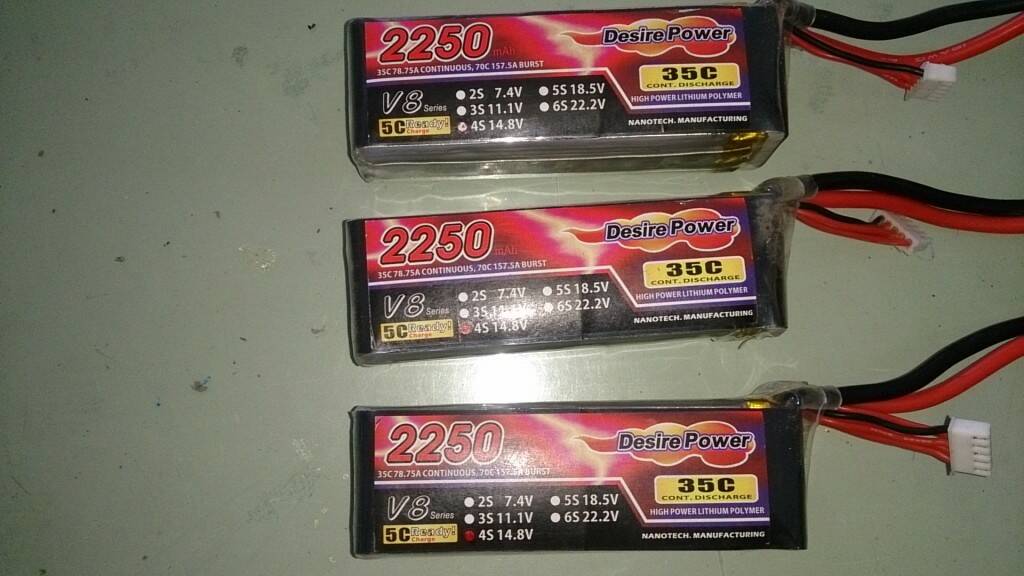 2250 mAh
Desire Power
35C 78.75A CONTINUOUS, 70C 157.5A BURST
35C
CONT. DISCHARGE
HIGH POWER LITHIUM POLYMER
V8 Series
2S 7.4V
5S 18.5V
3S 11.1V
6S 22.2V
4S 14.8V
5C Ready!
Charge
NANOTECH. MANUFACTURING
2250 mAh
Desire Power
35C 78.75A CONTINUOUS, 70C 157.5A BURST
35C
CONT. DISCHARGE
HIGH POWER LITHIUM POLYMER
V8 Series
2S 7.4V
5S 18.5V
3S 11.1V
6S 22.2V
4S 14.8V
5C Ready!
Charge
NANOTECH. MANUFACTURING
2250
Desire Power
35C 78.75A CONTINUOUS, 70C 157.5A BURST
35C
CONT. DISCHARGE
HIGH POWER LITHIUM POLYMER
V8 Series
2S 7.4V
5S 18.5V
3S 11.1V
6S 22.2V
4S 14.8V
5C Ready!
Charge
NANOTECH. MANUFACTURING